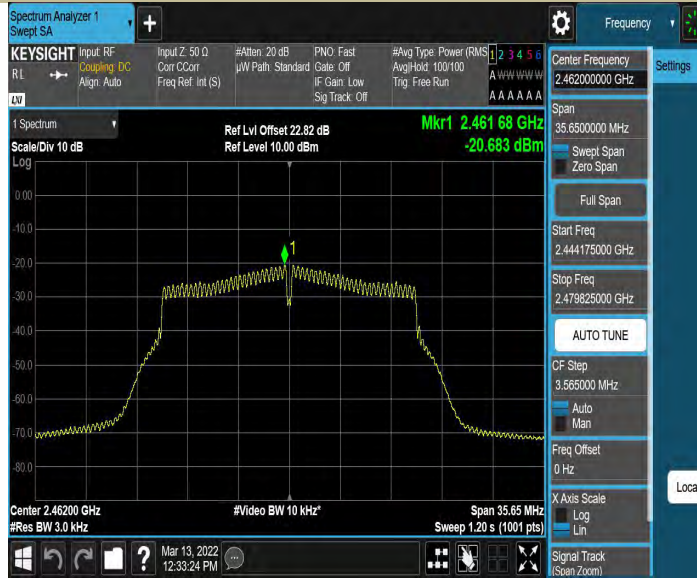 Spectrum Analyzer 1
Swept SA
+
Frequency
KEYSIGHT
RL
LXI
Input: RF
Coupling: DC
Align: Auto
Input Z: 50 Ω
Corr CCorr
Freq Ref: Int (S)
#Atten: 20 dB
µW Path: Standard
PNO: Fast
Gate: Off
IF Gain: Low
Sig Track: Off
#Avg Type: Power (RMS
Avg|Hold: 100/100
Trig: Free Run
1 2 3 4 5 6
A W W W W W
A A A A A A
Center Frequency
2.462000000 GHz
Settings
1 Spectrum
Scale/Div 10 dB
Log
Ref Lvl Offset 22.82 dB
Ref Level 10.00 dBm
Mkr1 2.461 68 GHz
-20.683 dBm
Span
35.6500000 MHz
Swept Span
Zero Span
Full Span
Start Freq
2.444175000 GHz
Stop Freq
2.479825000 GHz
AUTO TUNE
CF Step
3.565000 MHz
Auto
Man
Freq Offset
0 Hz
X Axis Scale
Log
Lin
Signal Track
(Span Zoom)
Loca
0.00
-10.0
-20.0
-30.0
-40.0
-50.0
-60.0
-70.0
-80.0
1
Center 2.46200 GHz
#Res BW 3.0 kHz
#Video BW 10 kHz*
Span 35.65 MHz
Sweep 1.20 s (1001 pts)
?
Mar 13, 2022
12:33:24 PM